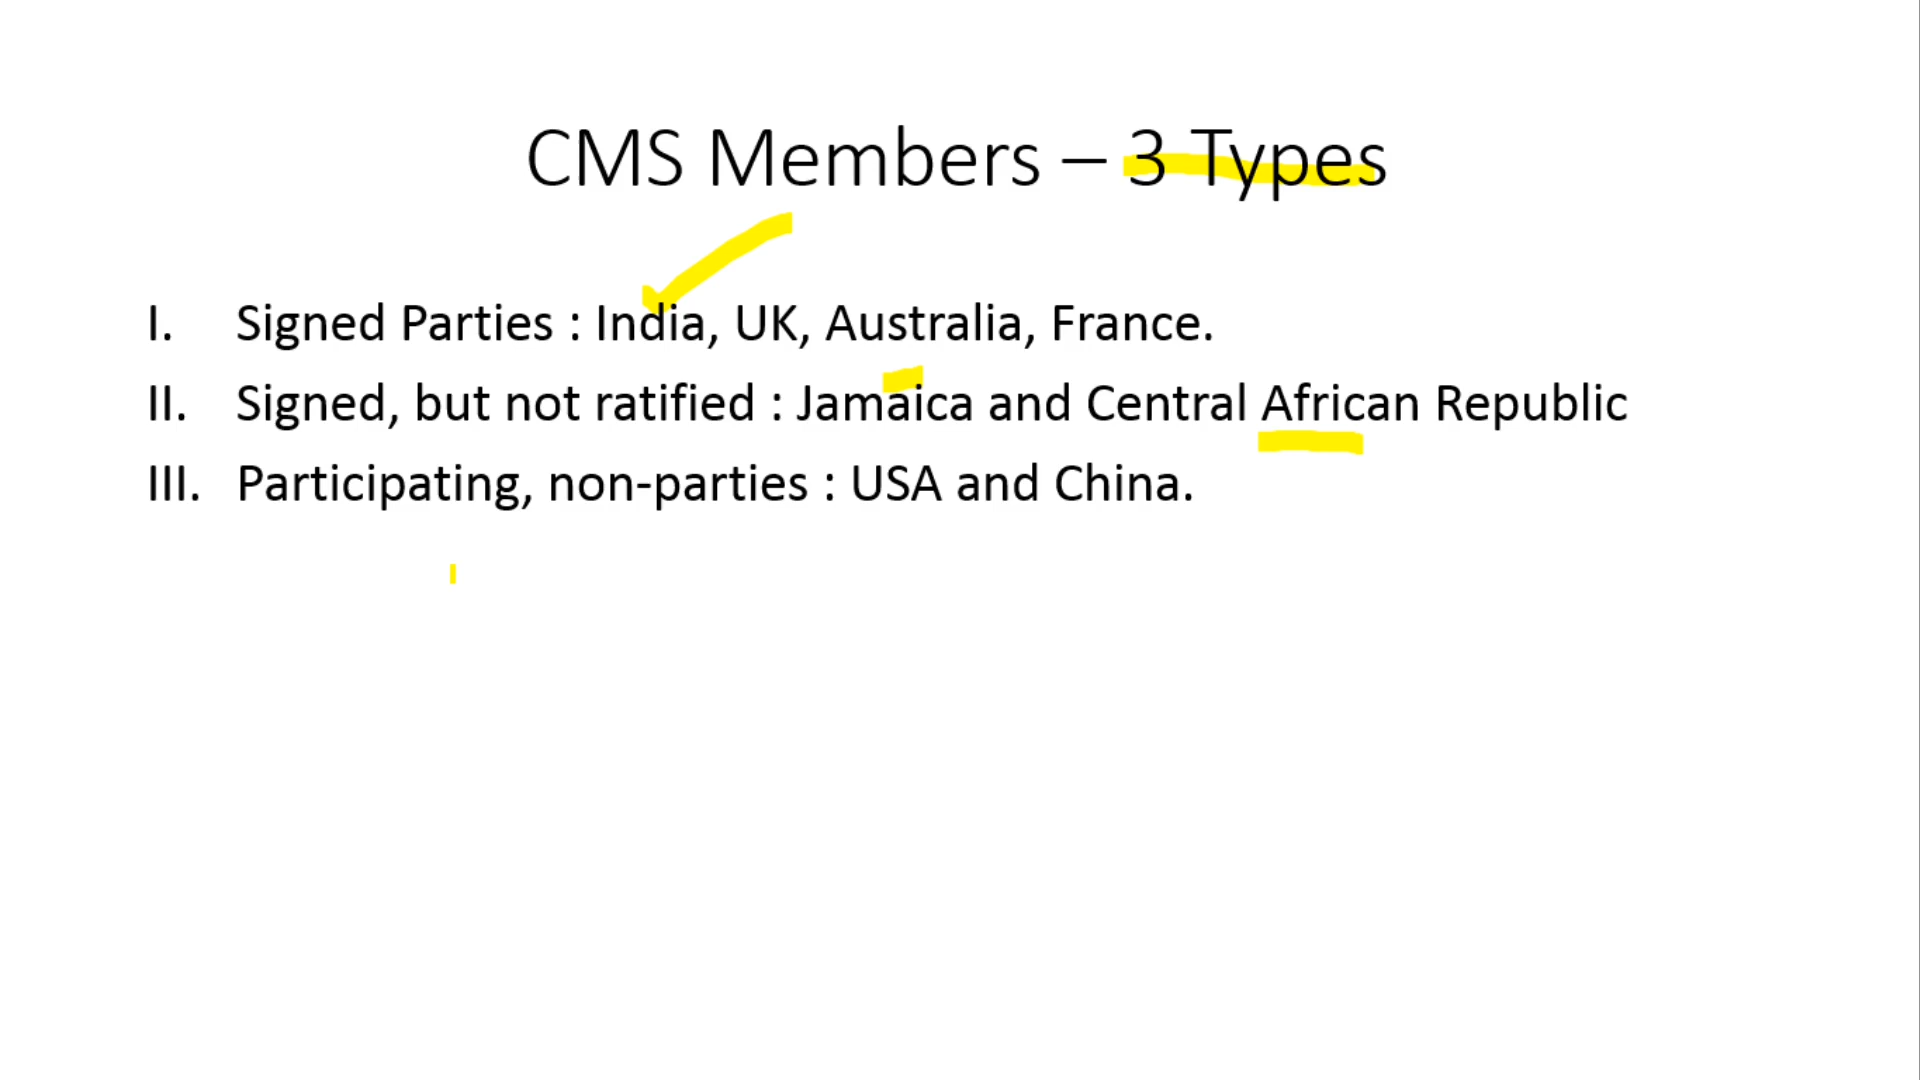 CMS Members – 3 Types
I. Signed Parties : India, UK, Australia, France.
II. Signed, but not ratified : Jamaica and Central African Republic
III. Participating, non-parties : USA and China.